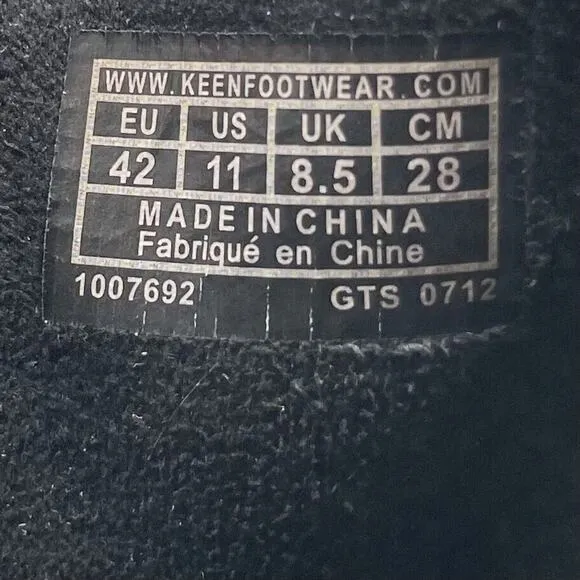 WWW.KEENFOOTWEAR.COM
EU US UK CM
42 11 8.5 28
MADE IN CHINA
Fabriqué en Chine
1007692 GTS 0712